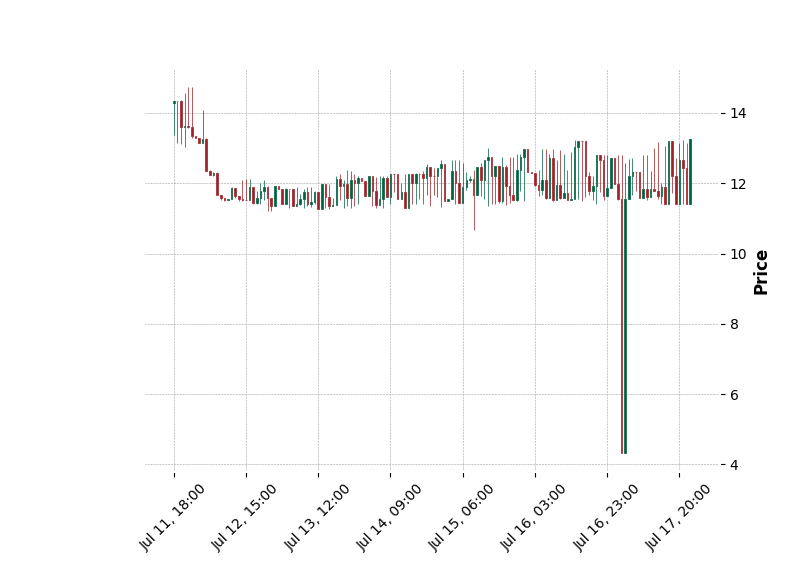 14
12
10
8
6
4
Price
Jul 11, 18:00
Jul 12, 15:00
Jul 13, 12:00
Jul 14, 09:00
Jul 15, 06:00
Jul 16, 03:00
Jul 16, 23:00
Jul 17, 20:00